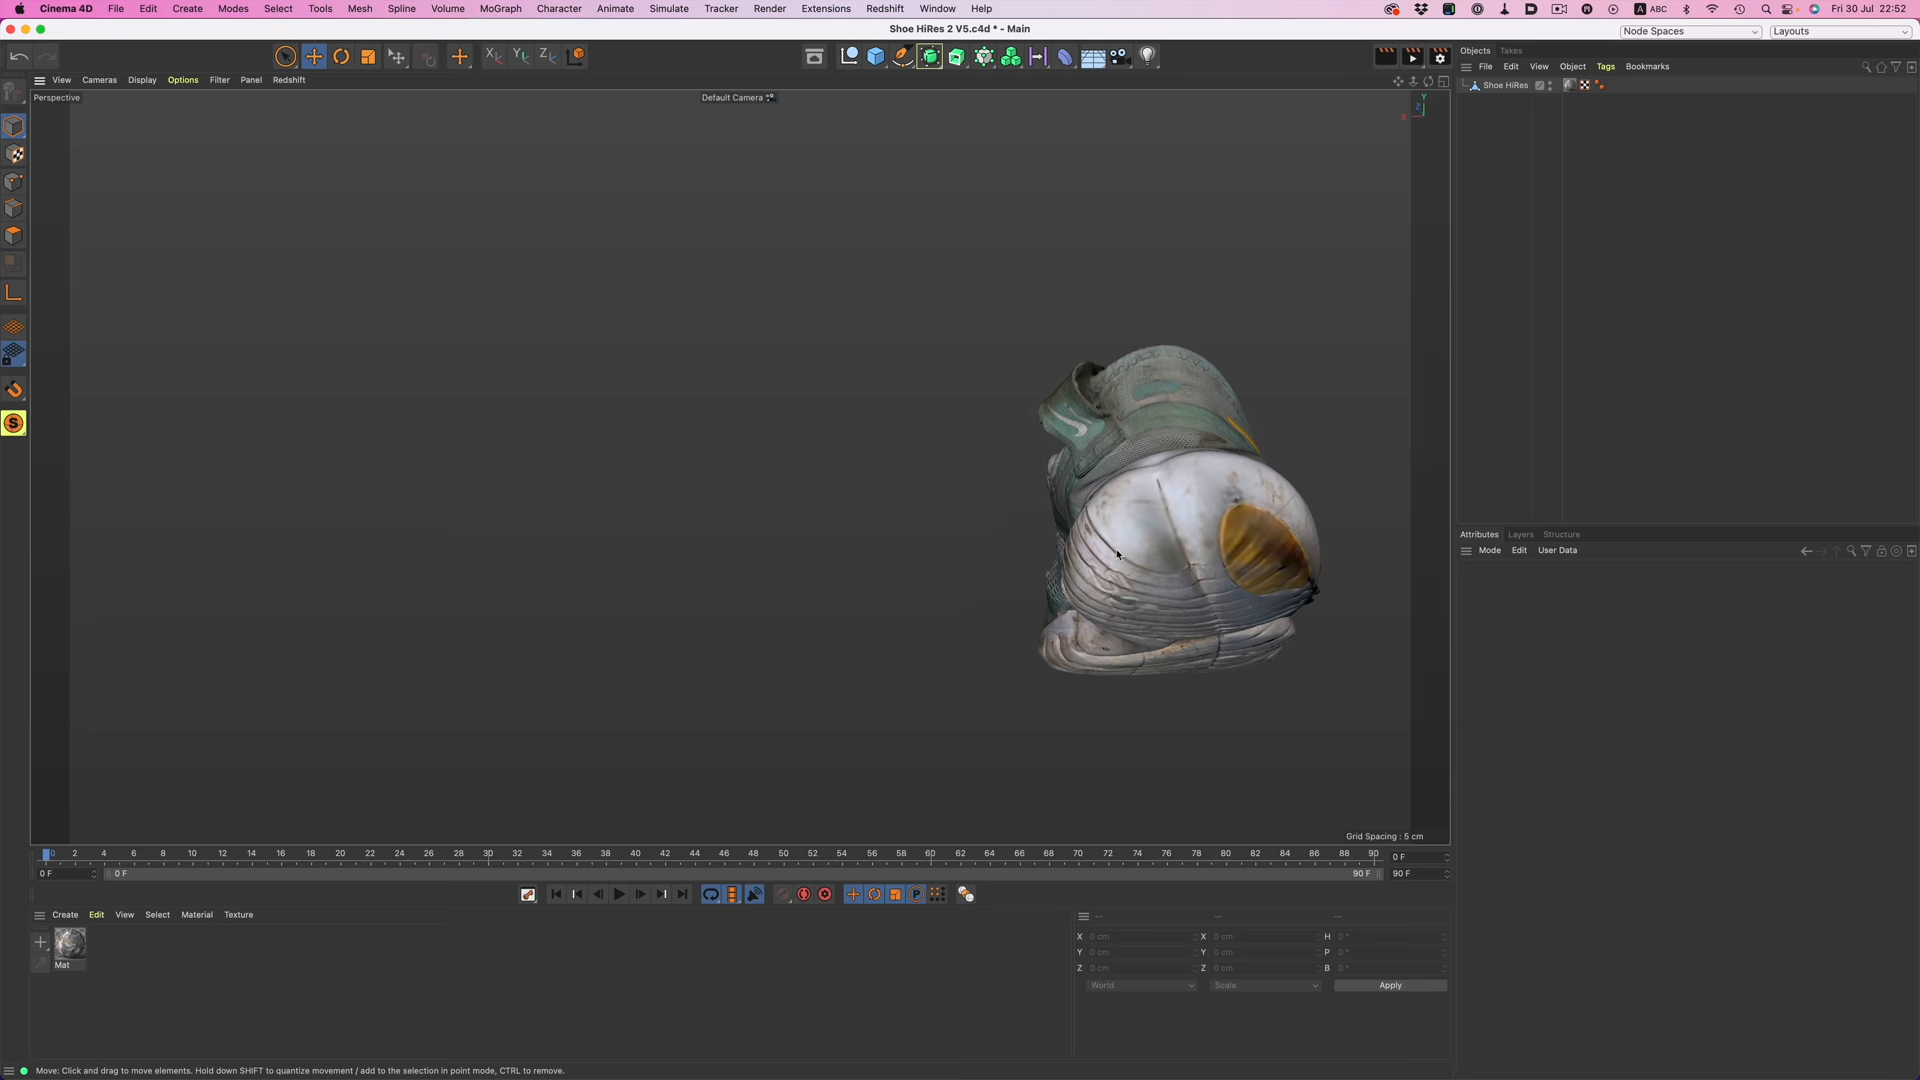 Cinema 4D File Edit Create Modes Select Tools Mesh Spline Volume MoGraph Character Animate Simulate Tracker Render Extensions Redshift Window Help ABC Fri 30 Jul 22:52
Shoe HiRes 2 V5.c4d * - Main
Node Spaces Layouts
Objects Takes
File Edit View Object Tags Bookmarks
Shoe HiRes
View Cameras Display Options Filter Panel Redshift
Perspective
Default Camera
Y
Z
X
Grid Spacing : 5 cm
Attributes Layers Structure
Mode Edit User Data
0 2 4 6 8 10 12 14 16 18 20 22 24 26 28 30 32 34 36 38 40 42 44 46 48 50 52 54 56 58 60 62 64 66 68 70 72 74 76 78 80 82 84 86 88 90
0 F
0 F 0 F 90 F 90 F
Create Edit View Select Material Texture
Mat
-- -- --
X 0 cm X 0 cm H 0 °
Y 0 cm Y 0 cm P 0 °
Z 0 cm Z 0 cm B 0 °
World Scale Apply
Move: Click and drag to move elements. Hold down SHIFT to quantize movement / add to the selection in point mode, CTRL to remove.